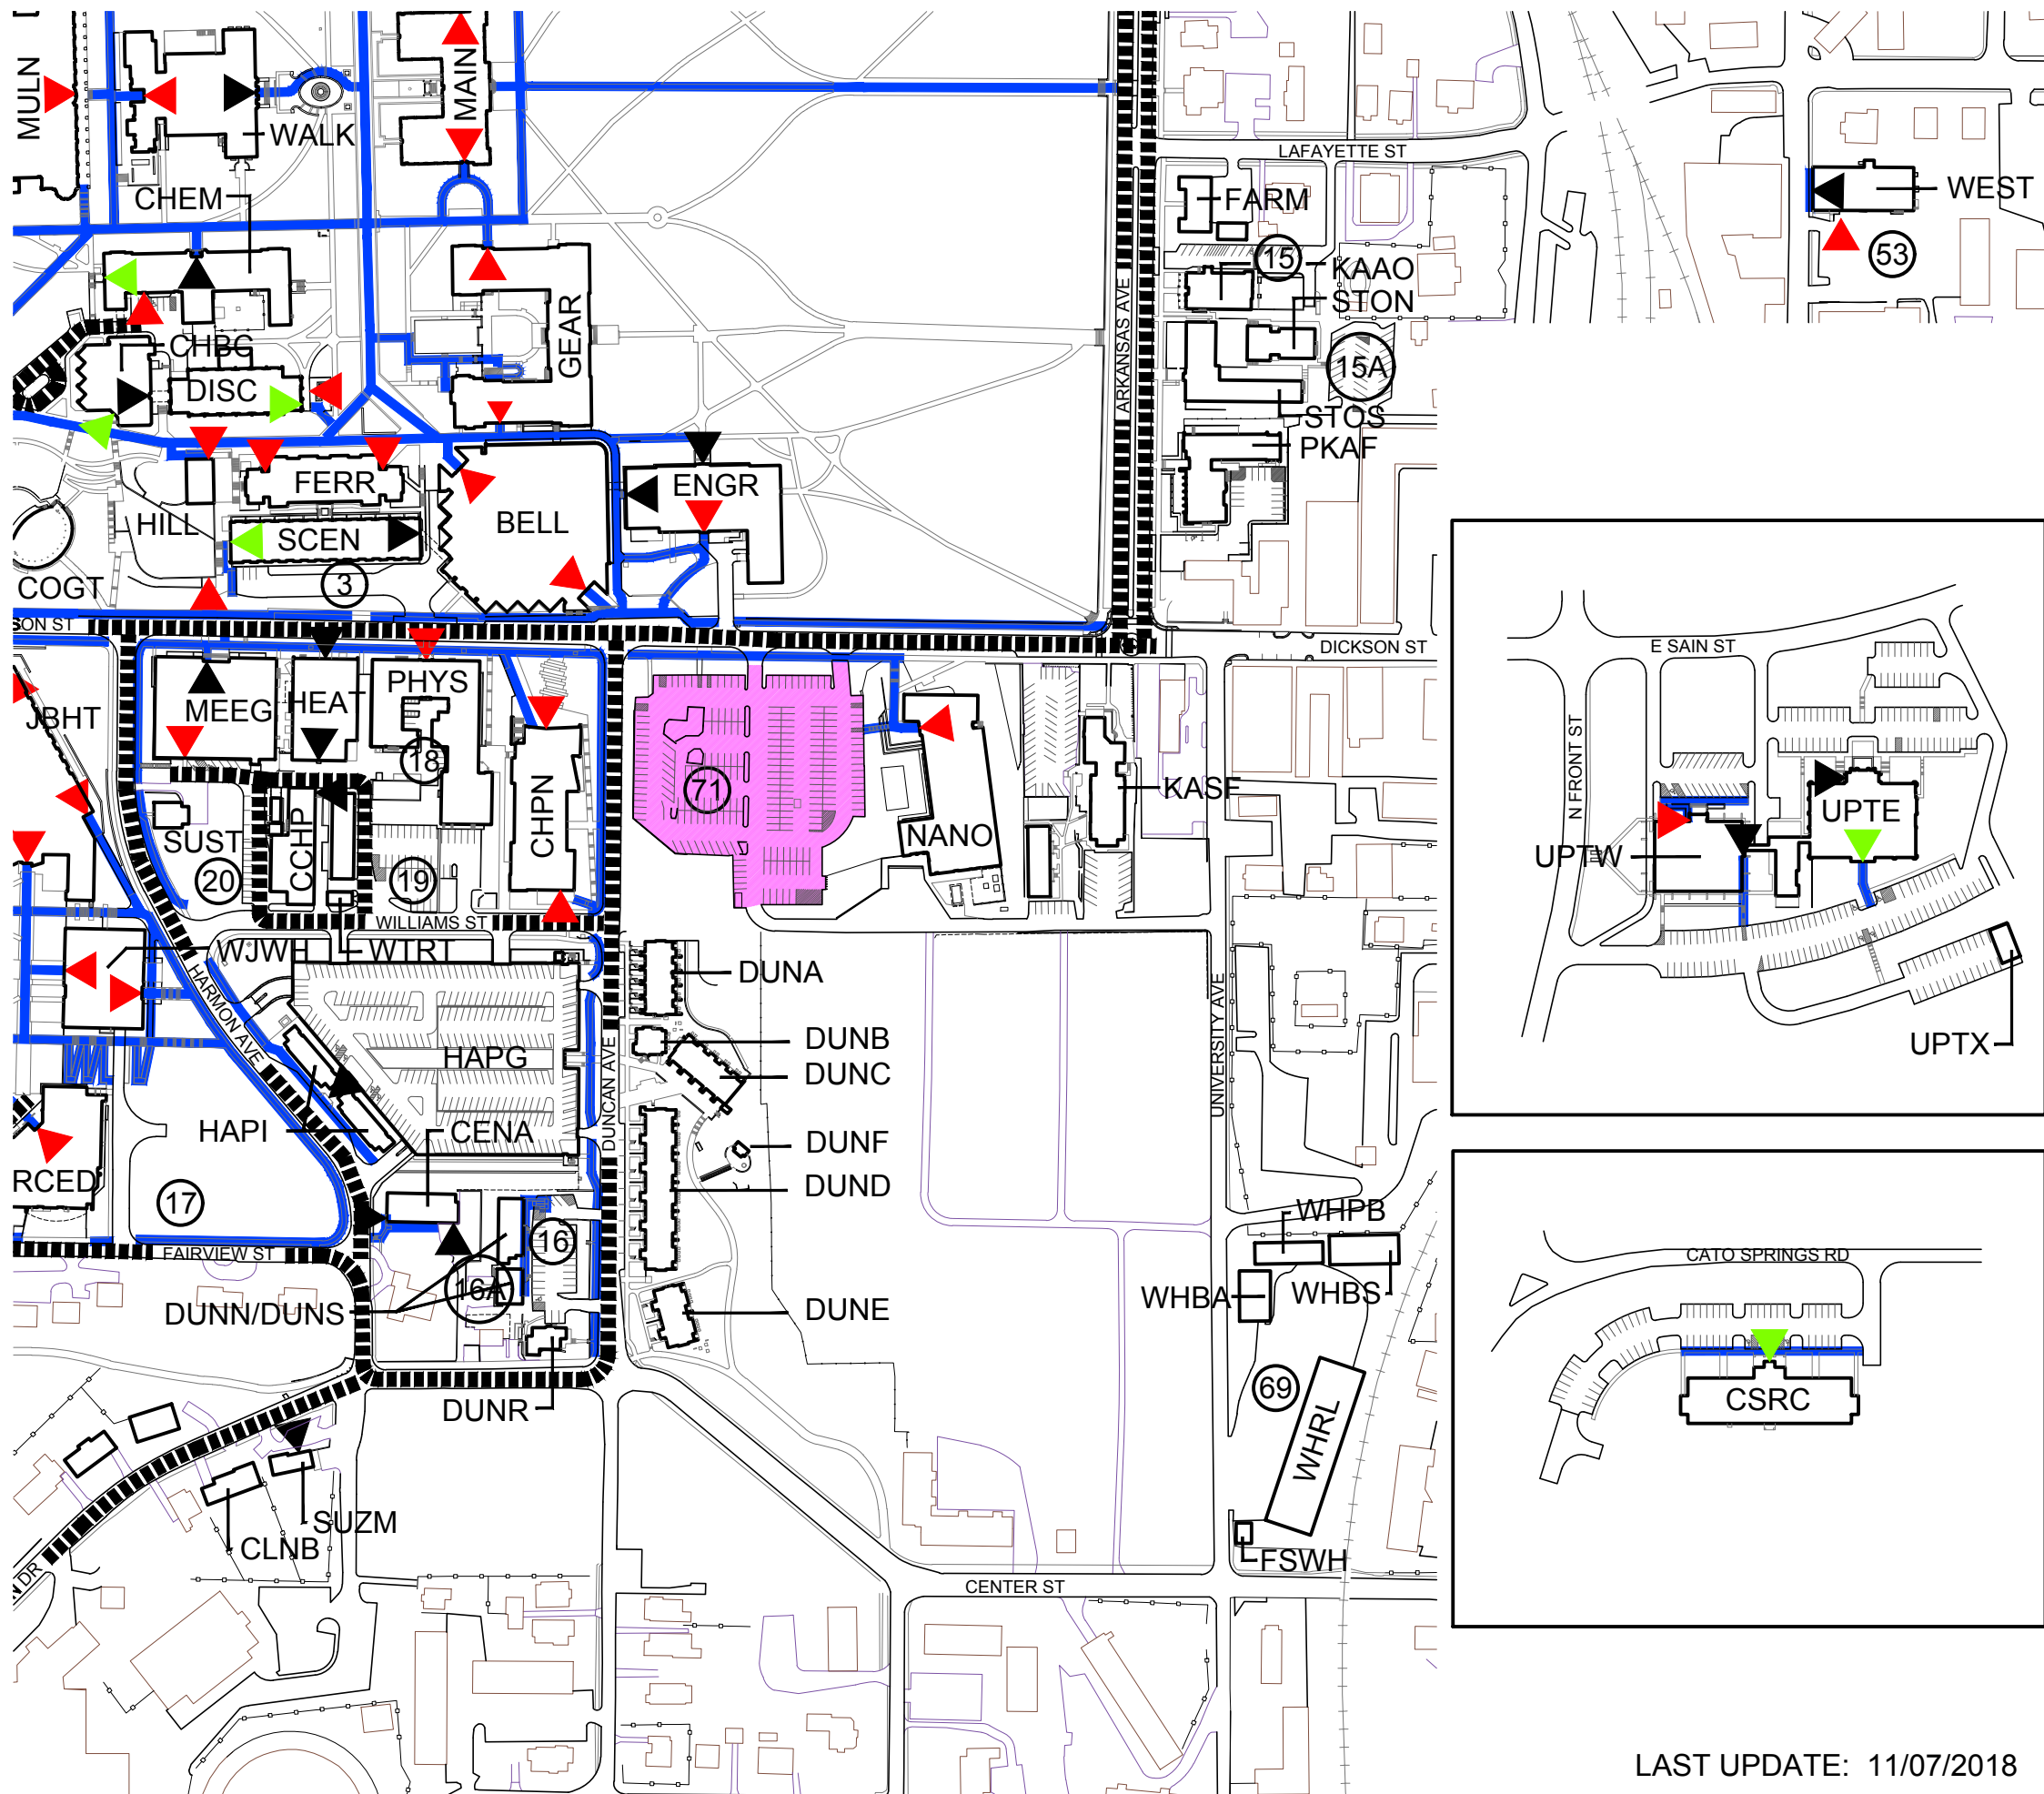 MULN
MAIN
WALK
CHEM
LAFAYETTE ST
FARM
WEST
15
KAAO
53
STON
GEAR
CHBC
DISC
15A
ARKANSAS AVE
STOS
PKAF
FERR
ENGR
HILL
BELL
SCEN
3
COGT
SON ST
DICKSON ST
E SAIN ST
JBHT
MEEG
HEAT
PHYS
N FRONT ST
18
71
KASF
UPTE
SUST
CCHP
CHPN
NANO
UPTW
20
19
WILLIAMS ST
WJWH
WTRT
DUNA
HARMON AVE
UNIVERSITY AVE
DUNB
UPTX
HAPG
DUNC
DUNCAN AVE
HAPI
CENA
DUNF
RCED
DUND
17
WHPB
16
FAIRVIEW ST
CATO SPRINGS RD
16A
WHBA
WHBS
DUNN/DUNS
DUNE
69
CSRC
DUNR
WHRL
SUZM
CLNB
FSWH
N DR
CENTER ST
LAST UPDATE: 11/07/2018